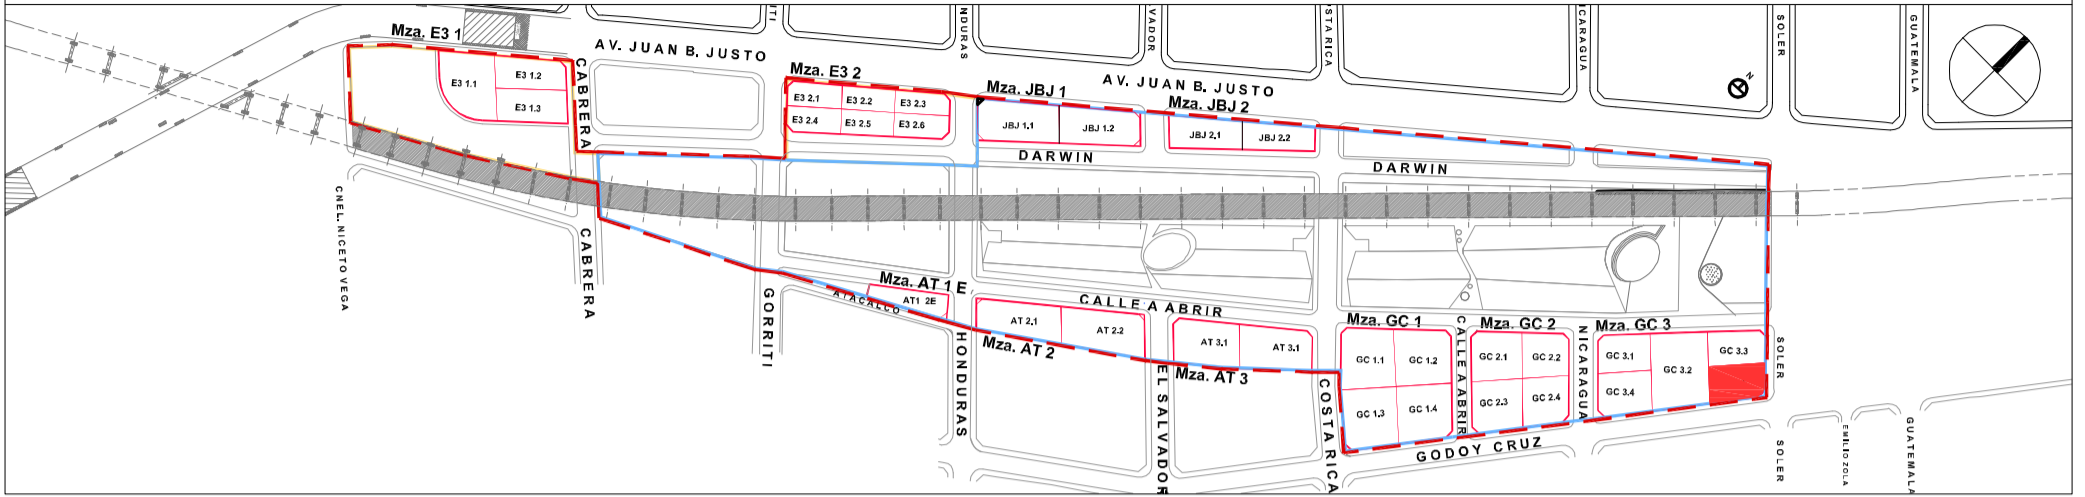 ITI
NDURAS
VADOR
STA RICA
ICARAGUA
SOLER
GUATEMALA
Mza. E3 1
AV. JUAN B. JUSTO
E3 1.1
E3 1.2
E3 1.3
CABRERA
Mza. E3 2
E3 2.1
E3 2.2
E3 2.3
E3 2.4
E3 2.5
E3 2.6
AV. JUAN B. JUSTO
Mza. JBJ 1
JBJ 1.1
JBJ 1.2
Mza. JBJ 2
JBJ 2.1
JBJ 2.2
N
DARWIN
DARWIN
CNEL. NICETO VEGA
CABRERA
GORRITI
Mza. AT 1 E
AT1 2E
ATACALCO
HONDURAS
CALLE A ABRIR
AT 2.1
AT 2.2
Mza. AT 2
EL SALVADOR
AT 3.1
AT 3.1
Mza. AT 3
COSTA RICA
Mza. GC 1
GC 1.1
GC 1.2
GC 1.3
GC 1.4
CALLE A ABRIR
Mza. GC 2
GC 2.1
GC 2.2
GC 2.3
GC 2.4
NICARAGUA
Mza. GC 3
GC 3.1
GC 3.2
GC 3.3
GC 3.4
SOLER
GODOY CRUZ
SOLER
EMILIO ZOLA
GUATEMALA